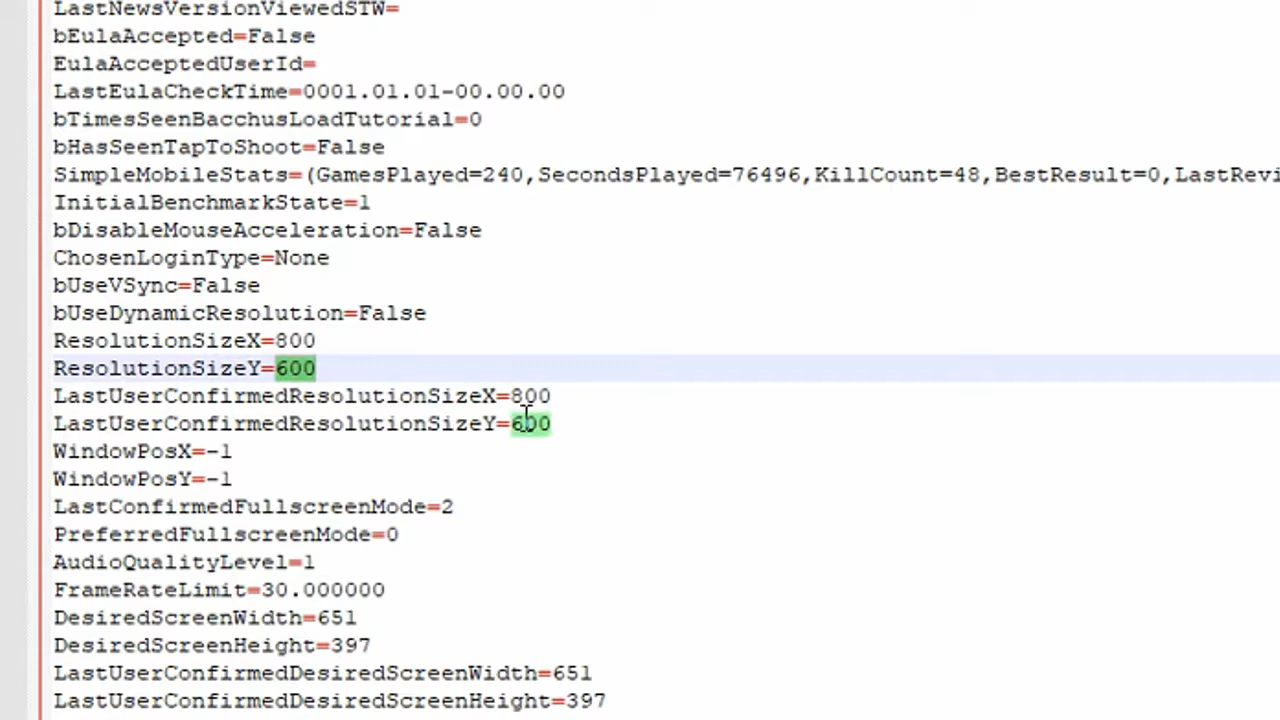 LastNewsVersionViewedSTW=
bEulaAccepted=False
EulaAcceptedUserId=
LastEulaCheckTime=0001.01.01-00.00.00
bTimesSeenBacchusLoadTutorial=0
bHasSeenTapToShoot=False
SimpleMobileStats=(GamesPlayed=240,SecondsPlayed=76496,KillCount=48,BestResult=0,LastRevi
InitialBenchmarkState=1
bDisableMouseAcceleration=False
ChosenLoginType=None
bUseVSync=False
bUseDynamicResolution=False
ResolutionSizeX=800
ResolutionSizeY=600
LastUserConfirmedResolutionSizeX=800
LastUserConfirmedResolutionSizeY=600
WindowPosX=-1
WindowPosY=-1
LastConfirmedFullscreenMode=2
PreferredFullscreenMode=0
AudioQualityLevel=1
FrameRateLimit=30.000000
DesiredScreenWidth=651
DesiredScreenHeight=397
LastUserConfirmedDesiredScreenWidth=651
LastUserConfirmedDesiredScreenHeight=397